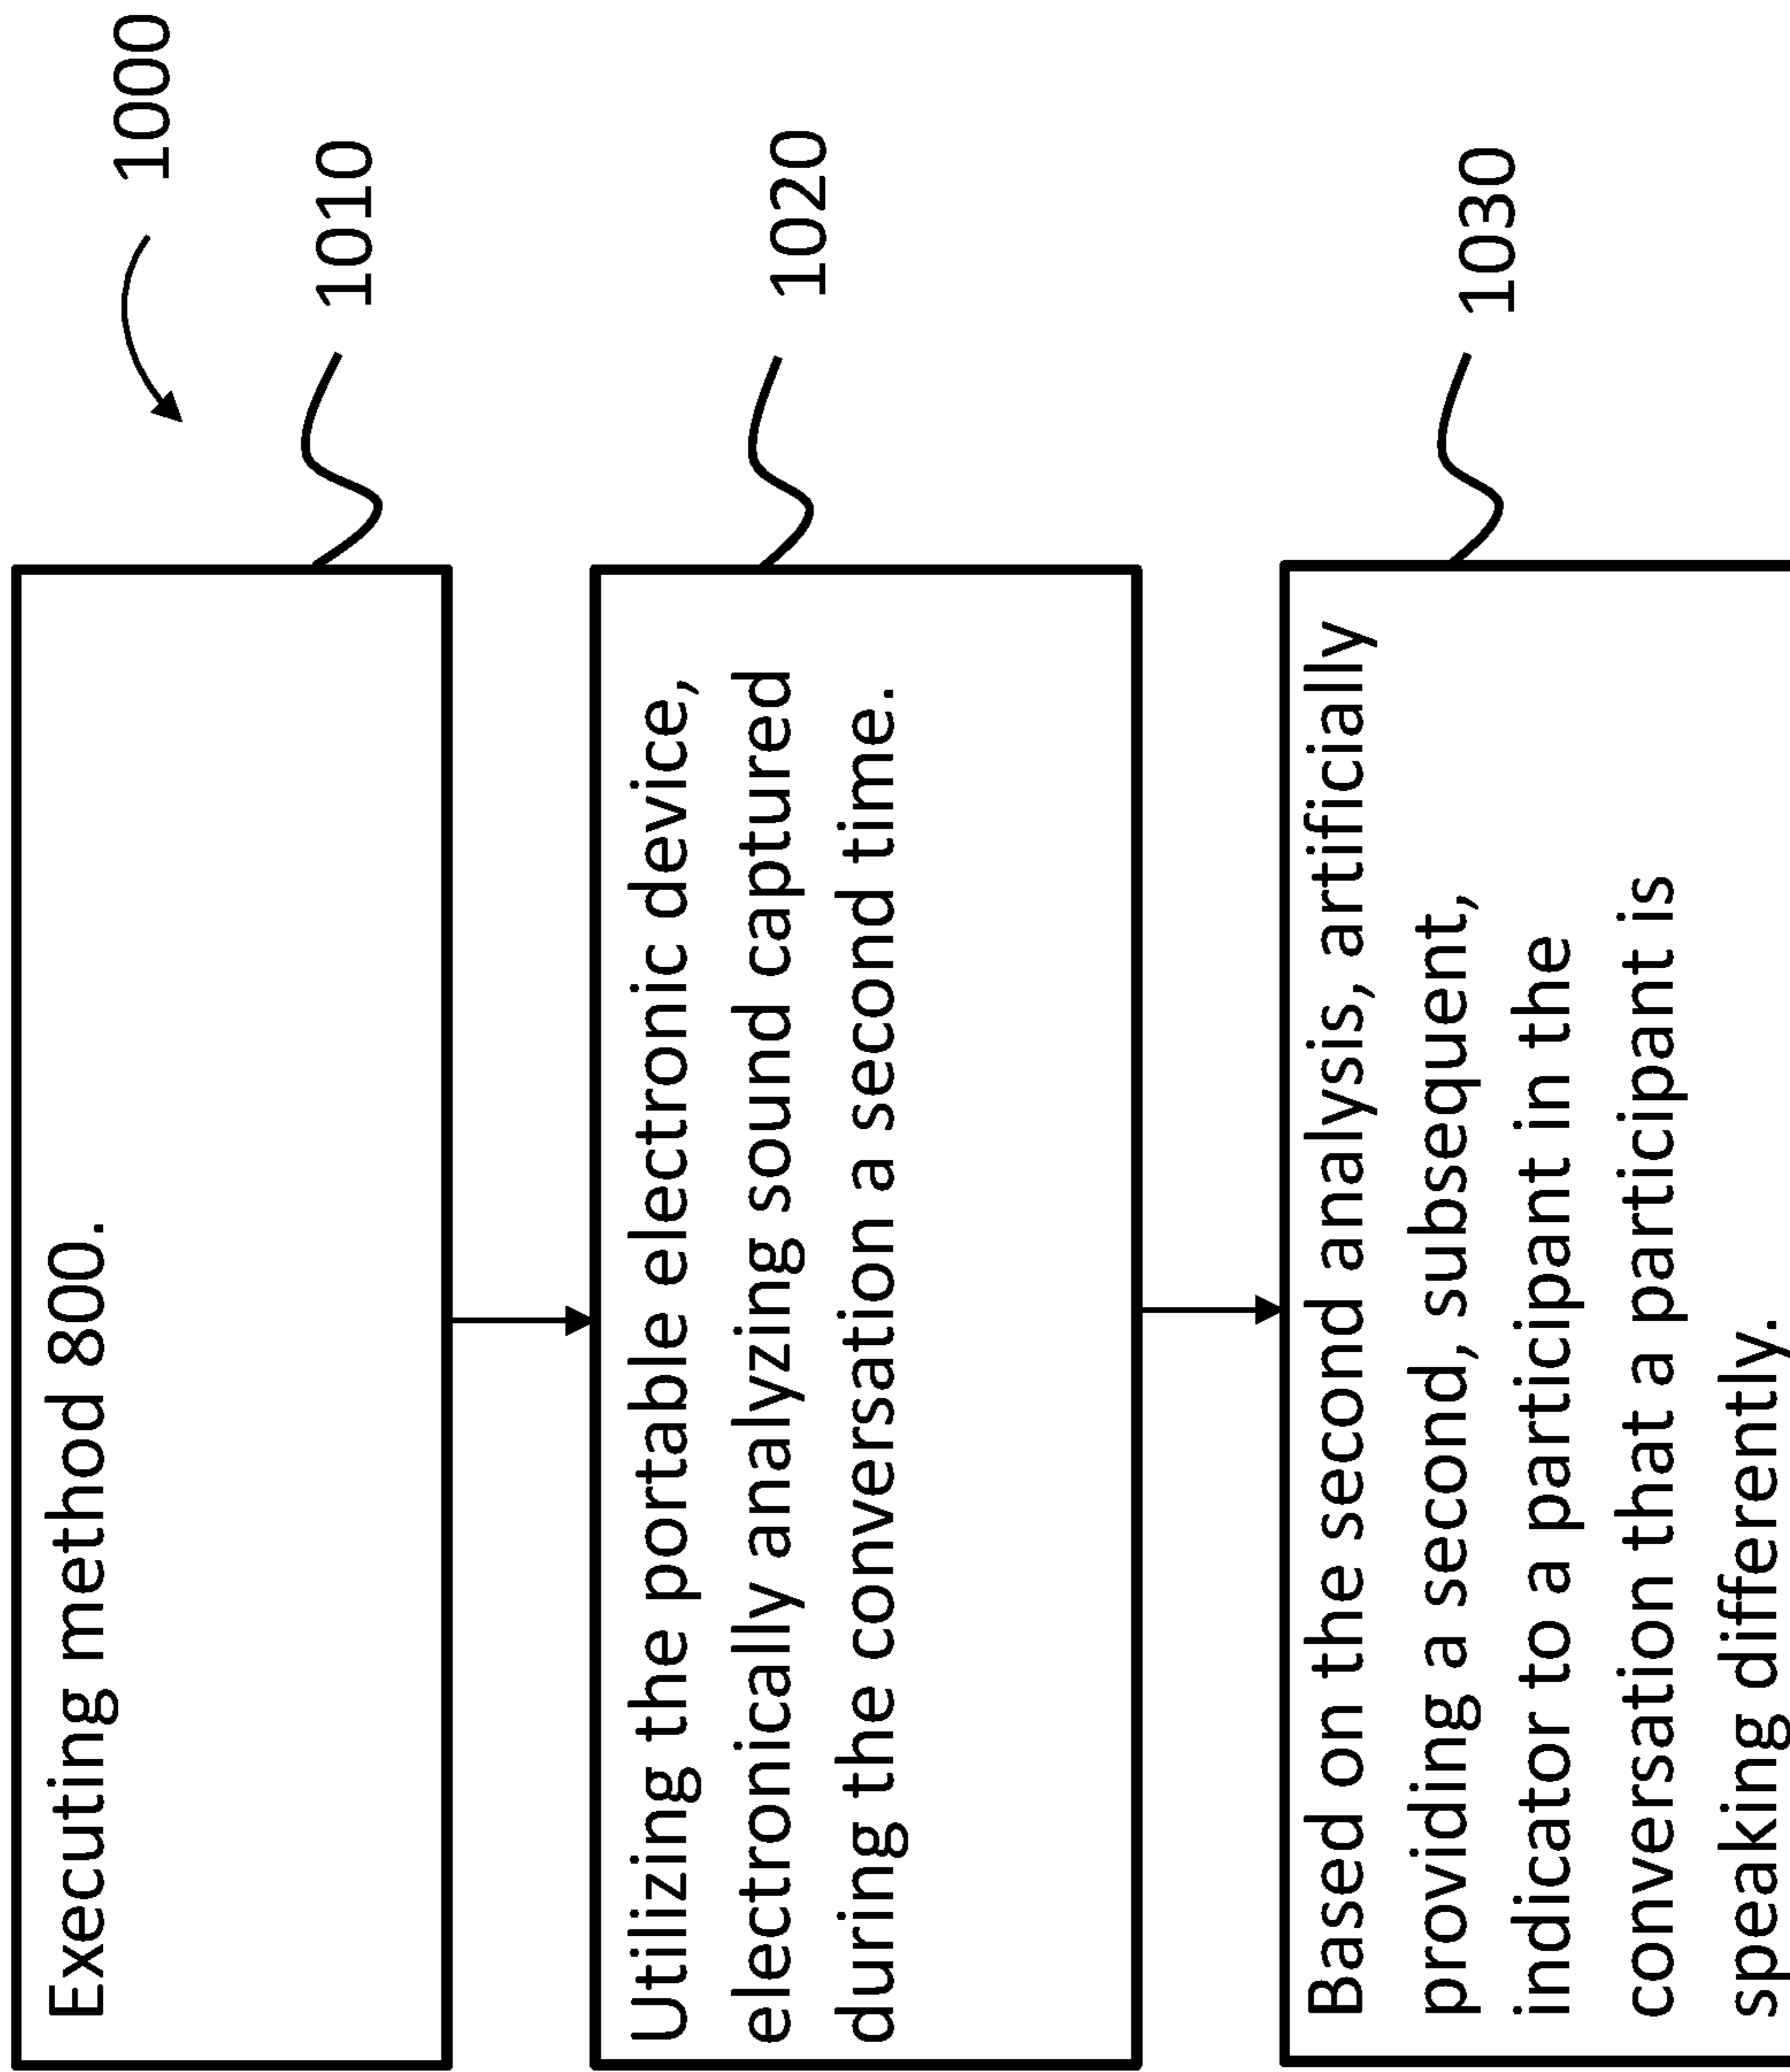 1000
Executing method 800.
1010
Utilizing the portable electronic device,
electronically analyzing sound captured
during the conversation a second time.
1020
Based on the second analysis, artificially
providing a second, subsequent,
indicator to a participant in the
conversation that a participant is
speaking differently.
1030